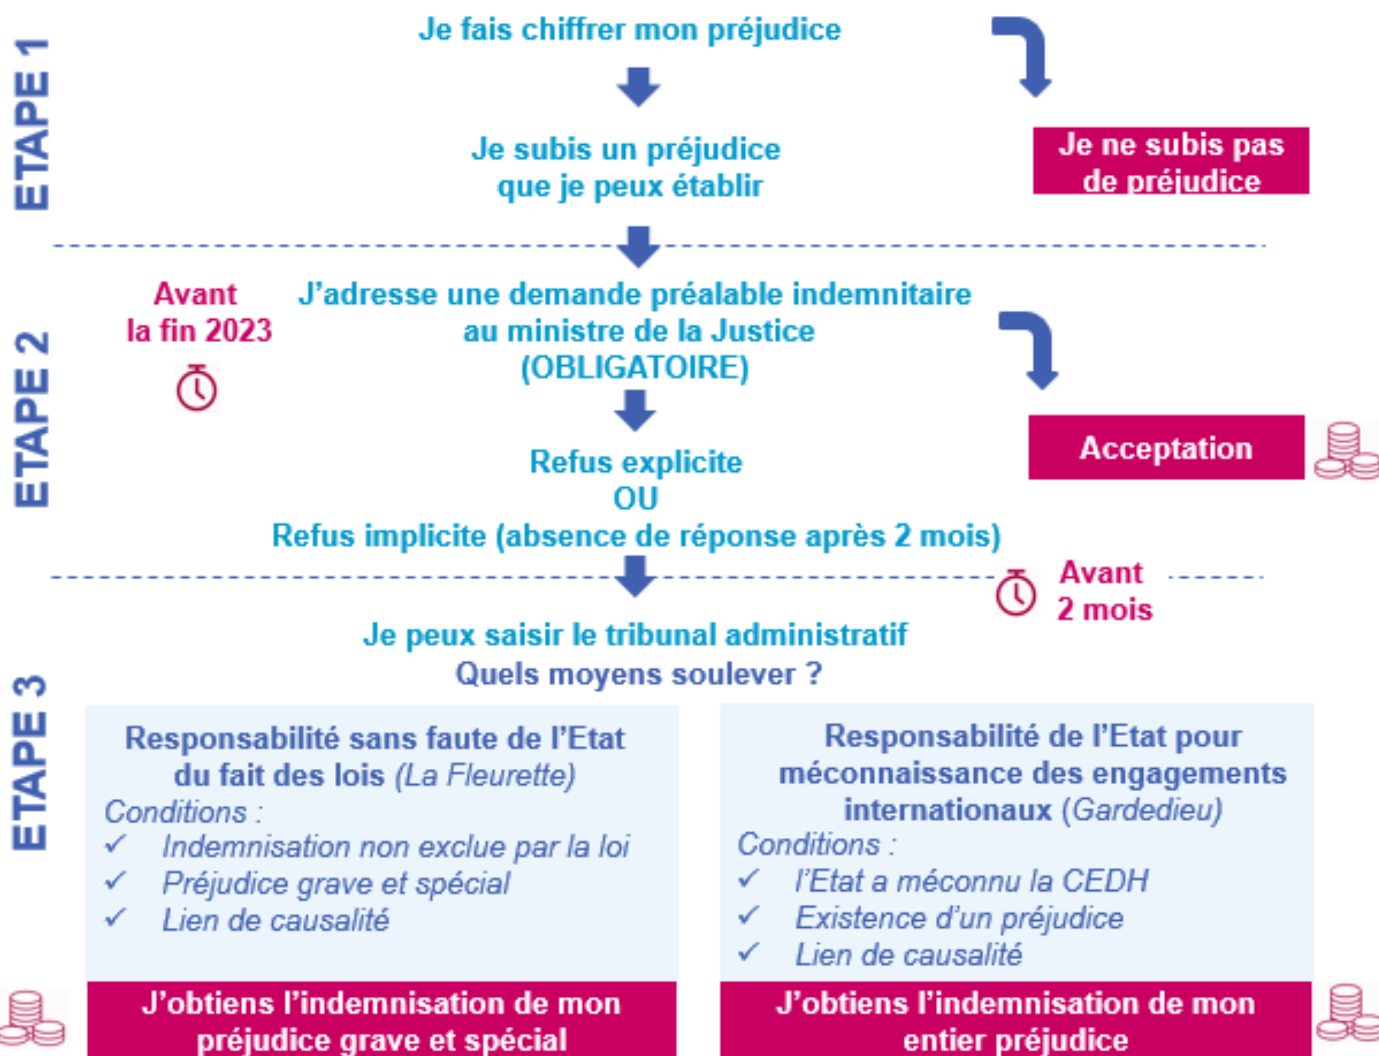 ETAPE 1
Je fais chiffrer mon préjudice
Je subis un préjudice
que je peux établir
Je ne subis pas
de préjudice
ETAPE 2
Avant
la fin 2023
J’adresse une demande préalable indemnitaire
au ministre de la Justice
(OBLIGATOIRE)
Acceptation
Refus explicite
OU
Refus implicite (absence de réponse après 2 mois)
Avant
2 mois
ETAPE 3
Je peux saisir le tribunal administratif
Quels moyens soulever ?
Responsabilité sans faute de l’Etat
du fait des lois (La Fleurette)
Conditions :
✓ Indemnisation non exclue par la loi
✓ Préjudice grave et spécial
✓ Lien de causalité
J’obtiens l’indemnisation de mon
préjudice grave et spécial
Responsabilité de l’Etat pour
méconnaissance des engagements
internationaux (Gardedieu)
Conditions :
✓ l’Etat a méconnu la CEDH
✓ Existence d’un préjudice
✓ Lien de causalité
J’obtiens l’indemnisation de mon
entier préjudice